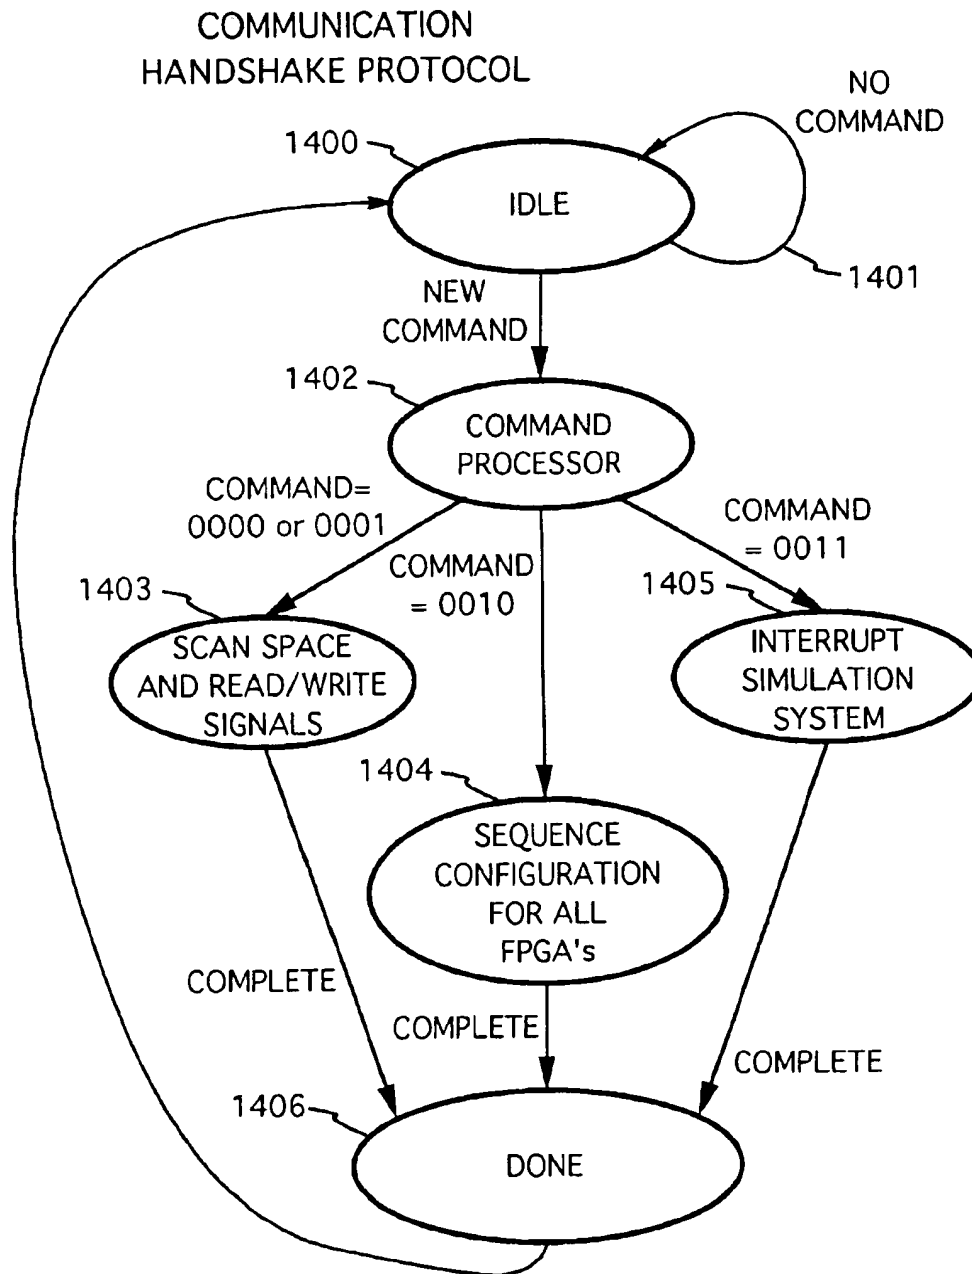 COMMUNICATION
HANDSHAKE PROTOCOL
NO
COMMAND
1400
IDLE
1401
NEW
COMMAND
1402
COMMAND
PROCESSOR
COMMAND=
0000 or 0001
COMMAND
= 0010
COMMAND
= 0011
1403
1405
SCAN SPACE
AND READ/WRITE
SIGNALS
INTERRUPT
SIMULATION
SYSTEM
1404
SEQUENCE
CONFIGURATION
FOR ALL
FPGA's
COMPLETE
COMPLETE
COMPLETE
1406
DONE